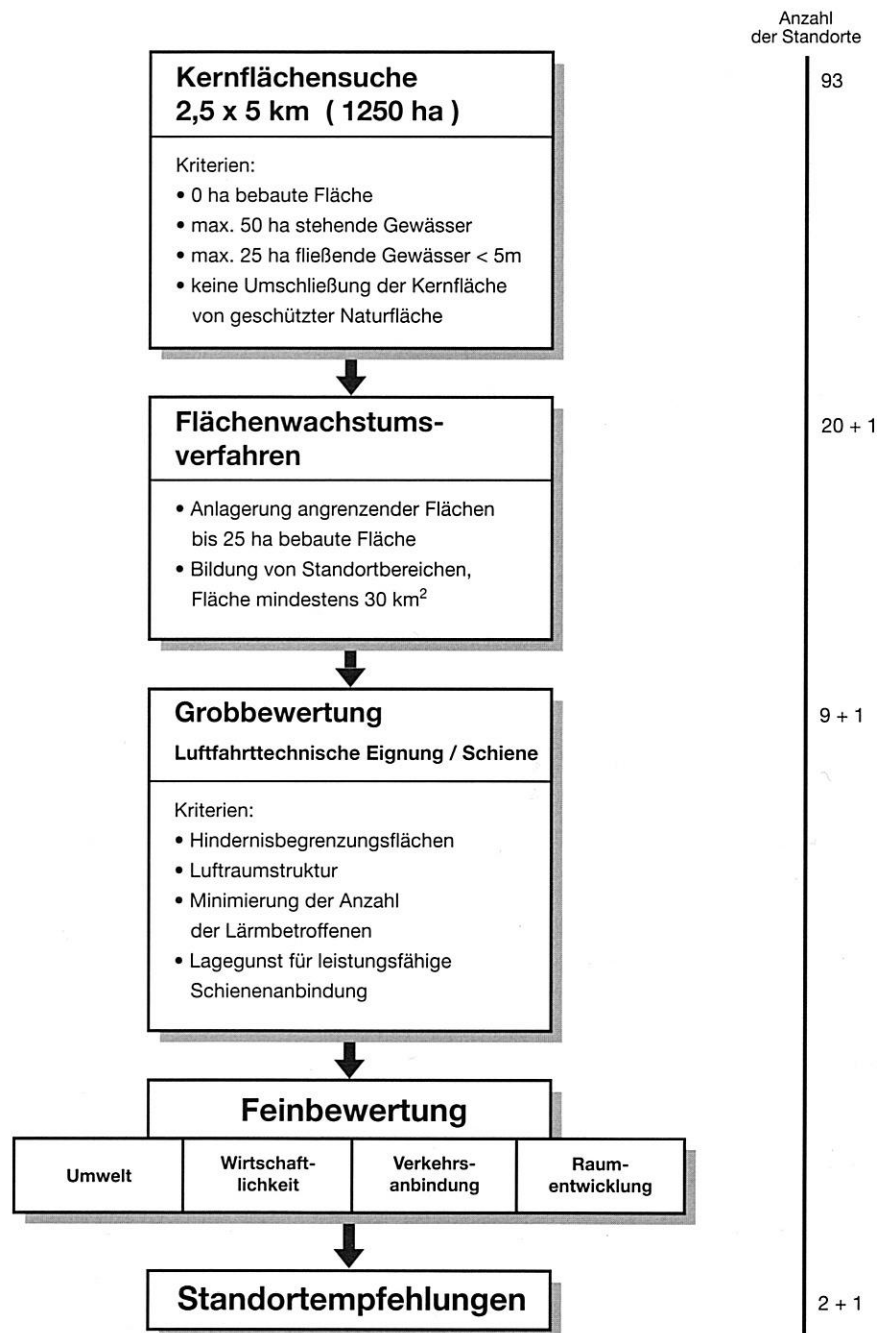 Anzahl
der Standorte
Kernflächensuche
2,5 x 5 km ( 1250 ha )
93
Kriterien:
• 0 ha bebaute Fläche
• max. 50 ha stehende Gewässer
• max. 25 ha fließende Gewässer < 5m
• keine Umschließung der Kernfläche
von geschützter Naturfläche
Flächenwachstums-
verfahren
20 + 1
• Anlagerung angrenzender Flächen
bis 25 ha bebaute Fläche
• Bildung von Standortbereichen,
Fläche mindestens 30 km²
Grobbewertung
9 + 1
Luftfahrttechnische Eignung / Schiene
Kriterien:
• Hindernisbegrenzungsflächen
• Luftraumstruktur
• Minimierung der Anzahl
der Lärmbetroffenen
• Lagegunst für leistungsfähige
Schienenanbindung
Feinbewertung
Umwelt
Wirtschaft-
lichkeit
Verkehrs-
anbindung
Raum-
entwicklung
Standortempfehlungen
2 + 1